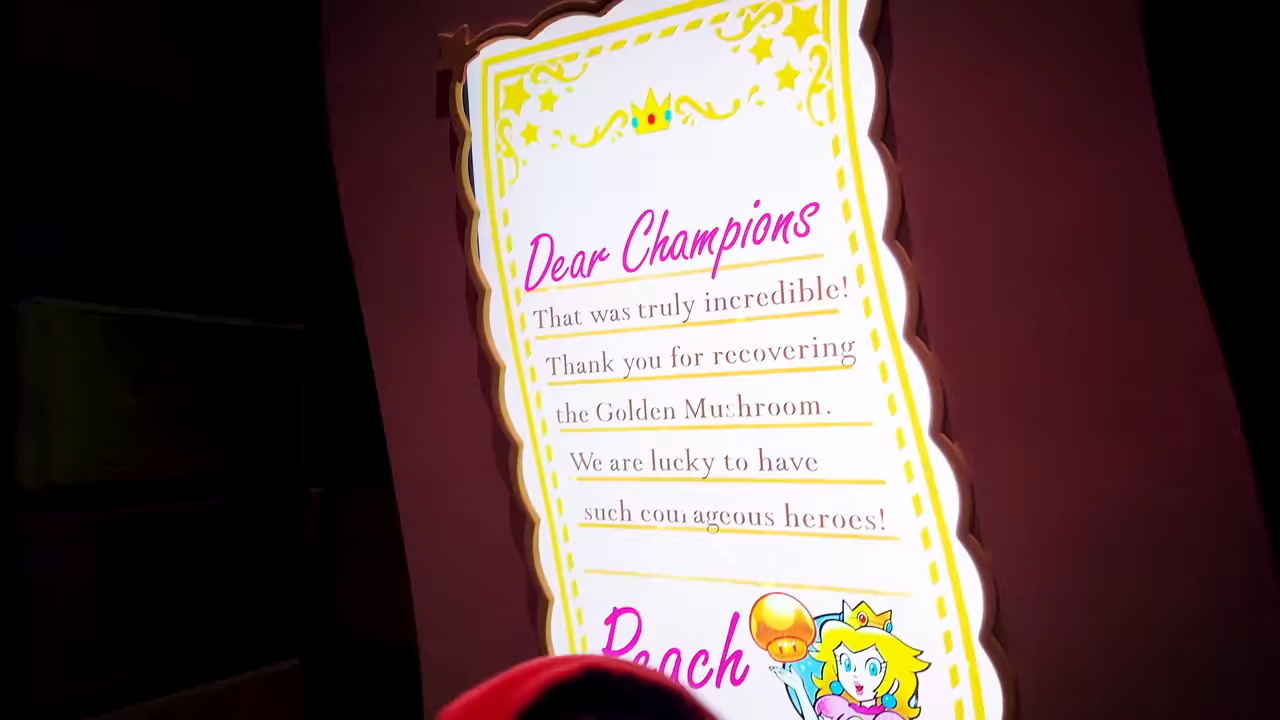 Dear Champions
That was truly incredible!
Thank you for recovering
the Golden Mushroom.
We are lucky to have
such courageous heroes!
Peach